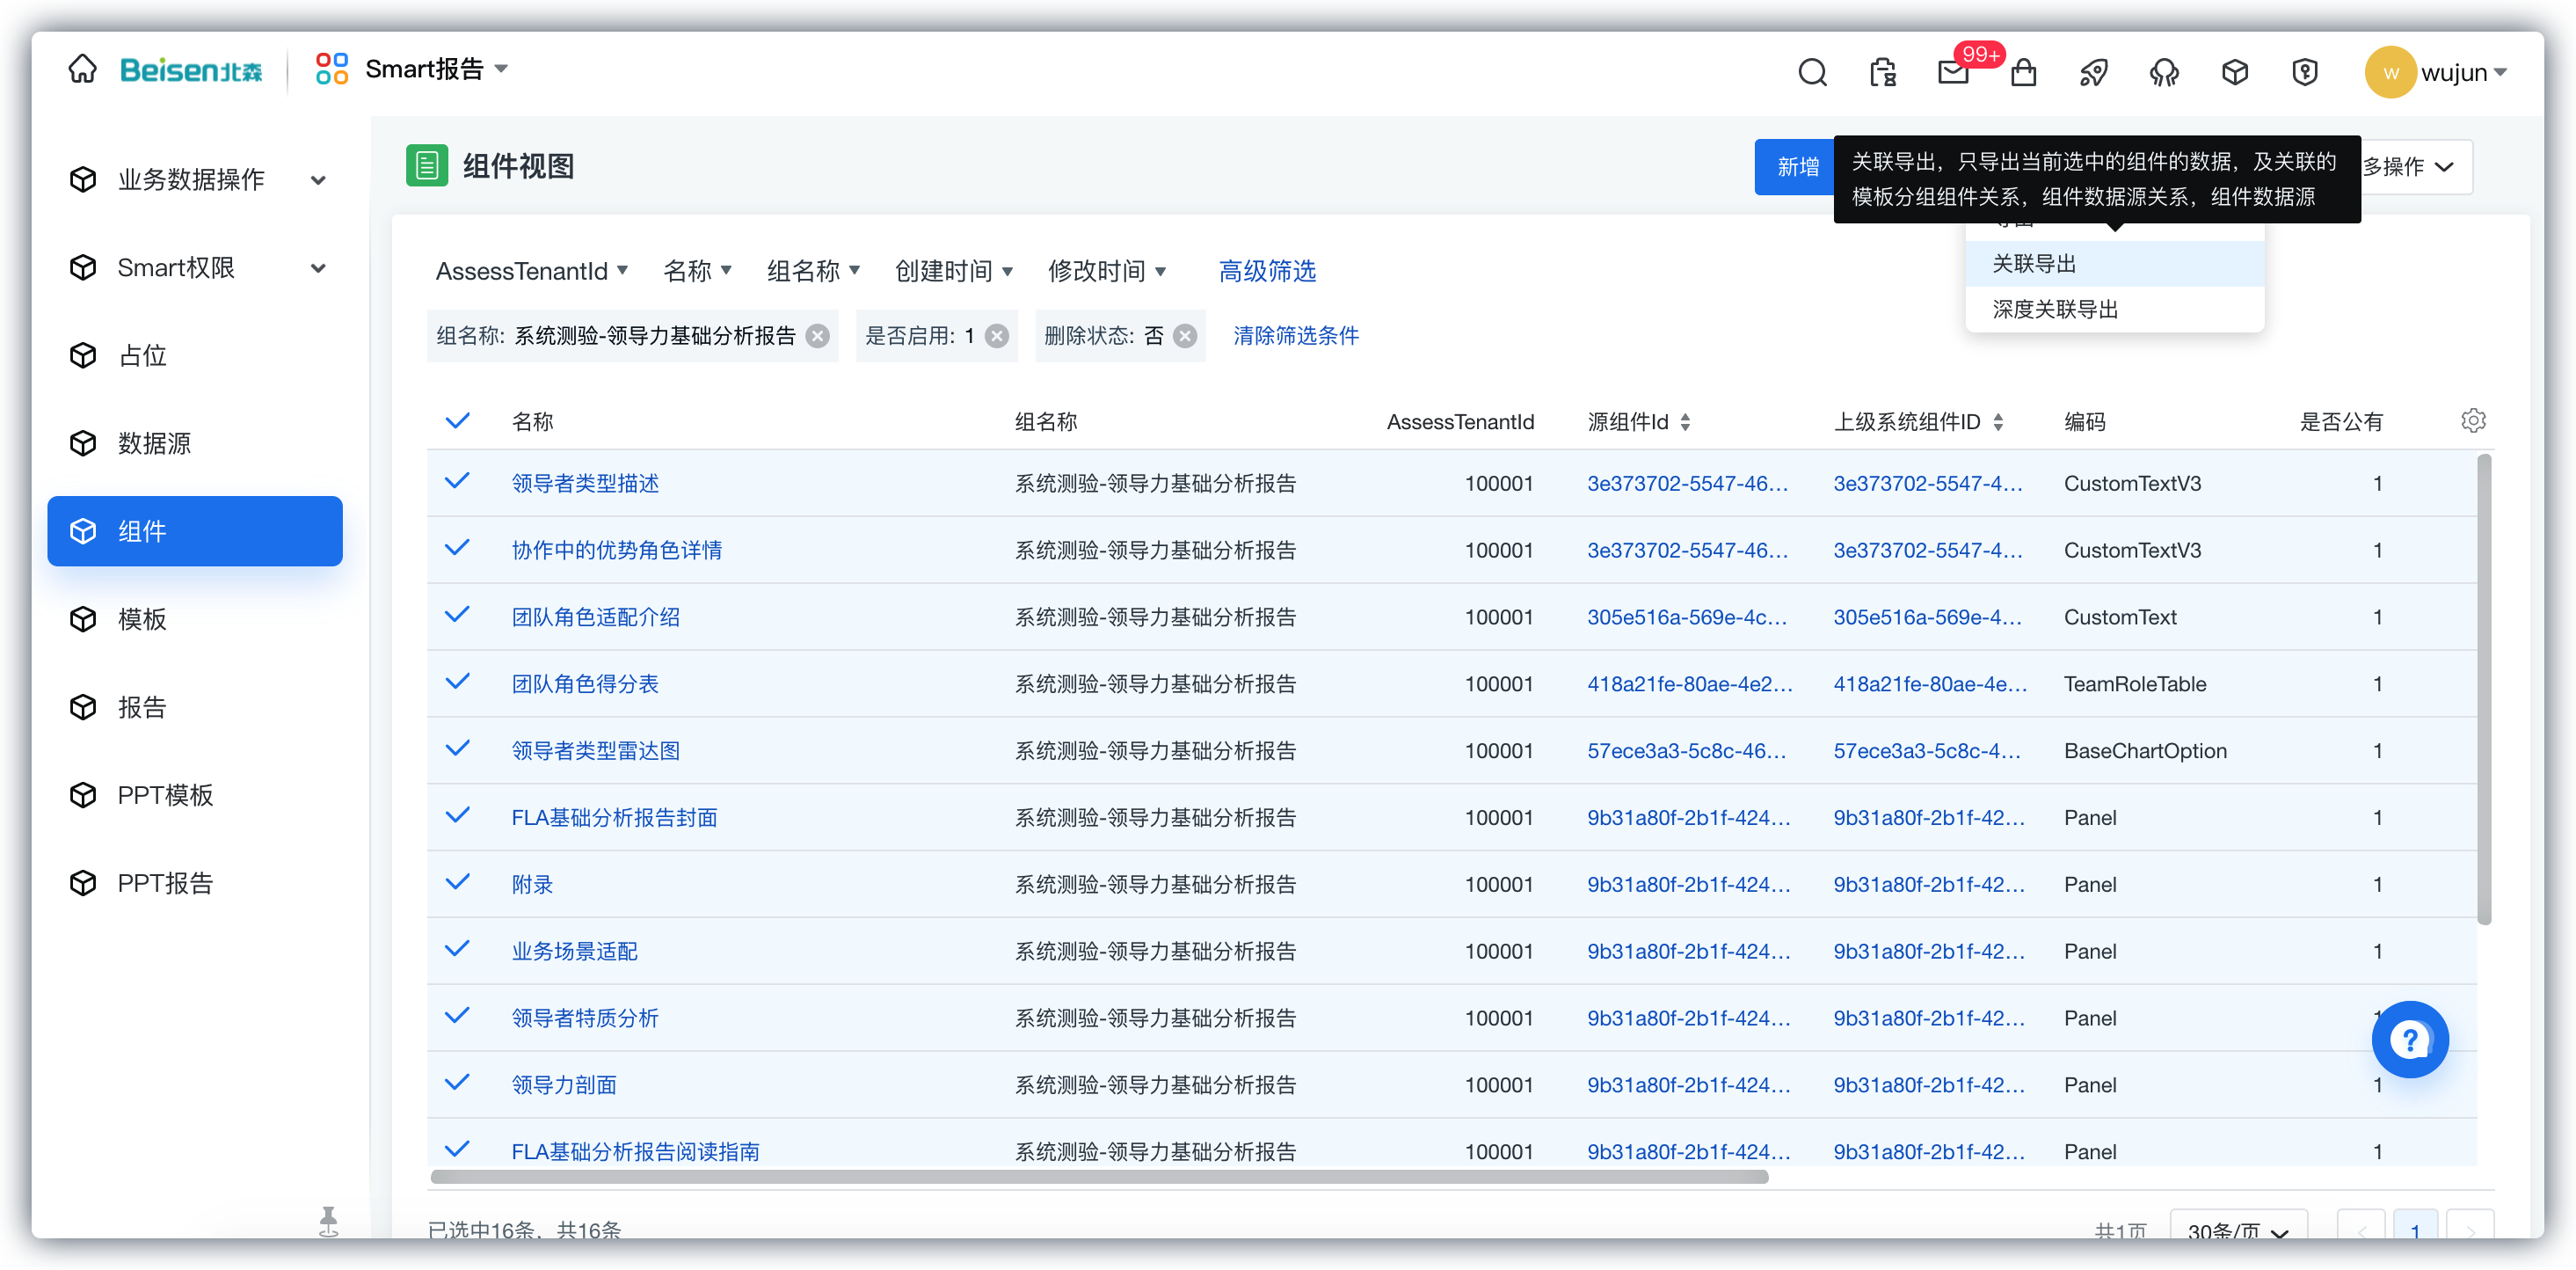 Beisen北森
Smart报告
99+
W
wujun
业务数据操作
Smart权限
占位
数据源
组件
模板
报告
PPT模板
PPT报告
组件视图
新增
关联导出，只导出当前选中的组件的数据，及关联的
模板分组组件关系，组件数据源关系，组件数据源
多操作
导出
关联导出
深度关联导出
AssessTenantId 名称 组名称 创建时间 修改时间 高级筛选
组名称: 系统测验-领导力基础分析报告 是否启用: 1 删除状态: 否 清除筛选条件
名称 组名称 AssessTenantId 源组件Id 上级系统组件ID 编码 是否公有
领导者类型描述 系统测验-领导力基础分析报告 100001 3e373702-5547-46... 3e373702-5547-4... CustomTextV3 1
协作中的优势角色详情 系统测验-领导力基础分析报告 100001 3e373702-5547-46... 3e373702-5547-4... CustomTextV3 1
团队角色适配介绍 系统测验-领导力基础分析报告 100001 305e516a-569e-4c... 305e516a-569e-4... CustomText 1
团队角色得分表 系统测验-领导力基础分析报告 100001 418a21fe-80ae-4e2... 418a21fe-80ae-4e... TeamRoleTable 1
领导者类型雷达图 系统测验-领导力基础分析报告 100001 57ece3a3-5c8c-46... 57ece3a3-5c8c-4... BaseChartOption 1
FLA基础分析报告封面 系统测验-领导力基础分析报告 100001 9b31a80f-2b1f-424... 9b31a80f-2b1f-42... Panel 1
附录 系统测验-领导力基础分析报告 100001 9b31a80f-2b1f-424... 9b31a80f-2b1f-42... Panel 1
业务场景适配 系统测验-领导力基础分析报告 100001 9b31a80f-2b1f-424... 9b31a80f-2b1f-42... Panel 1
领导者特质分析 系统测验-领导力基础分析报告 100001 9b31a80f-2b1f-424... 9b31a80f-2b1f-42... Panel 1
领导力剖面 系统测验-领导力基础分析报告 100001 9b31a80f-2b1f-424... 9b31a80f-2b1f-42... Panel 1
FLA基础分析报告阅读指南 系统测验-领导力基础分析报告 100001 9b31a80f-2b1f-424... 9b31a80f-2b1f-42... Panel 1
已选中16条，共16条 共1页 30条/页 < 1 >